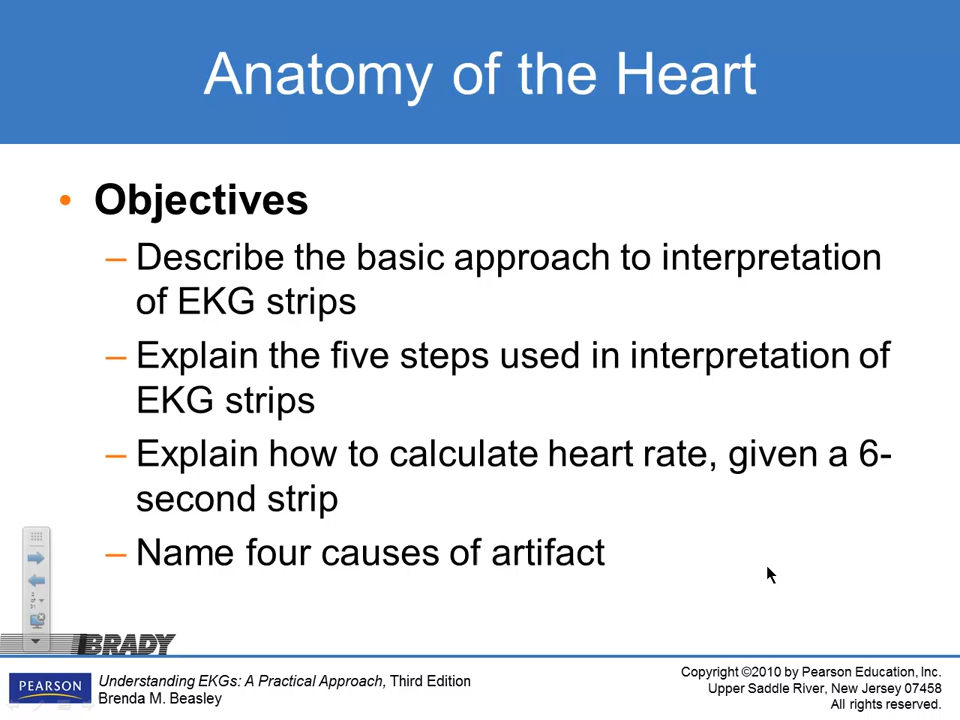 Anatomy of the Heart
• Objectives
– Describe the basic approach to interpretation
of EKG strips
– Explain the five steps used in interpretation of
EKG strips
– Explain how to calculate heart rate, given a 6-
second strip
– Name four causes of artifact
BRADY
PEARSON
Understanding EKGs: A Practical Approach, Third Edition
Brenda M. Beasley
Copyright ©2010 by Pearson Education, Inc.
Upper Saddle River, New Jersey 07458
All rights reserved.